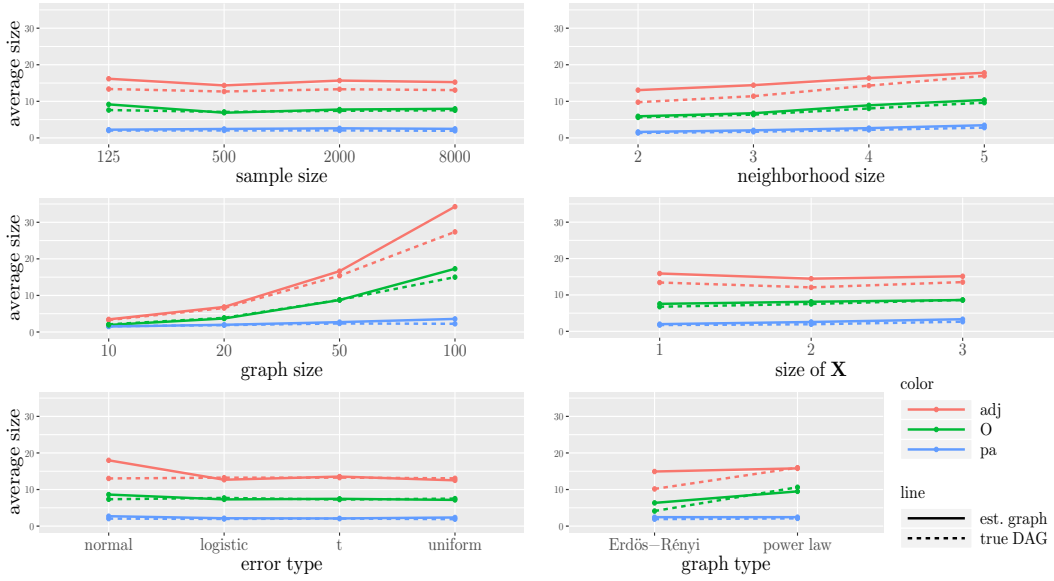 average size
30
20
10
0
125 500 2000 8000
sample size
30
20
10
0
2 3 4 5
neighborhood size
average size
30
20
10
0
10 20 50 100
graph size
30
20
10
0
1 2 3
size of X
average size
30
20
10
0
normal logistic t uniform
error type
30
20
10
0
Erdös−Rényi power law
graph type
color
adj
O
pa
line
est. graph
true DAG